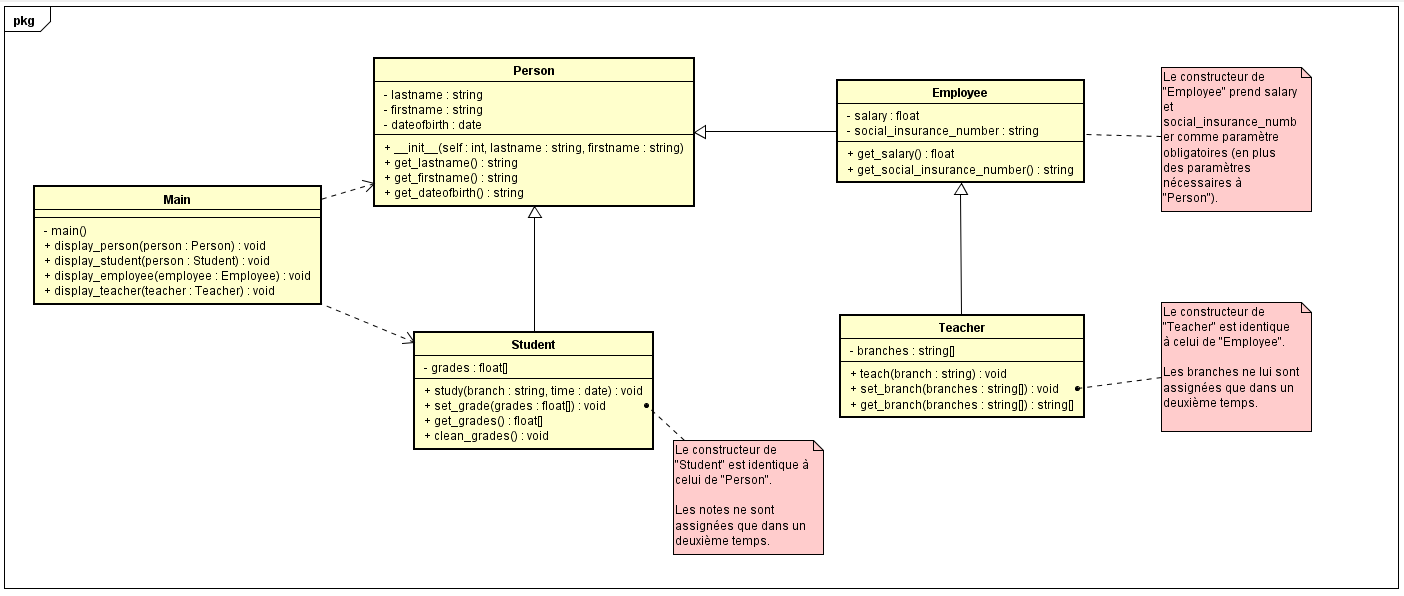 pkg
Person
- lastname : string
- firstname : string
- dateofbirth : date
+ __init__(self : int, lastname : string, firstname : string)
+ get_lastname() : string
+ get_firstname() : string
+ get_dateofbirth() : string
Employee
- salary : float
- social_insurance_number : string
+ get_salary() : float
+ get_social_insurance_number() : string
Le constructeur de
"Employee" prend salary
et
social_insurance_numb
er comme paramètre
obligatoires (en plus
des paramètres
nécessaires à
"Person").
Main
- main()
+ display_person(person : Person) : void
+ display_student(person : Student) : void
+ display_employee(employee : Employee) : void
+ display_teacher(teacher : Teacher) : void
Student
- grades : float[]
+ study(branch : string, time : date) : void
+ set_grade(grades : float[]) : void
+ get_grades() : float[]
+ clean_grades() : void
Teacher
- branches : string[]
+ teach(branch : string) : void
+ set_branch(branches : string[]) : void
+ get_branch(branches : string[]) : string[]
Le constructeur de
"Teacher" est identique
à celui de "Employee".
Les branches ne lui sont
assignées que dans un
deuxième temps.
Le constructeur de
"Student" est identique à
celui de "Person".
Les notes ne sont
assignées que dans un
deuxième temps.